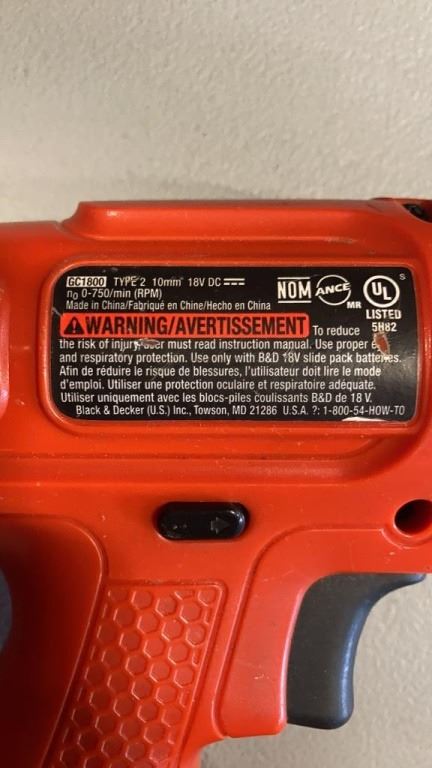 GC1800 TYPE 2 10mm 18V DC
n₀ 0-750/min (RPM)
Made in China/Fabriqué en Chine/Hecho en China
NOM ANCE MR
UL S
LISTED
5H82
WARNING/AVERTISSEMENT To reduce
the risk of injury, user must read instruction manual. Use proper
and respiratory protection. Use only with B&D 18V slide pack batteries.
Afin de réduire le risque de blessures, l'utilisateur doit lire le mode
d'emploi. Utiliser une protection oculaire et respiratoire adéquate.
Utiliser uniquement avec les blocs-piles coulissants B&D de 18 V.
Black & Decker (U.S.) Inc., Towson, MD 21286 U.S.A. ?: 1-800-54-HOW-TO